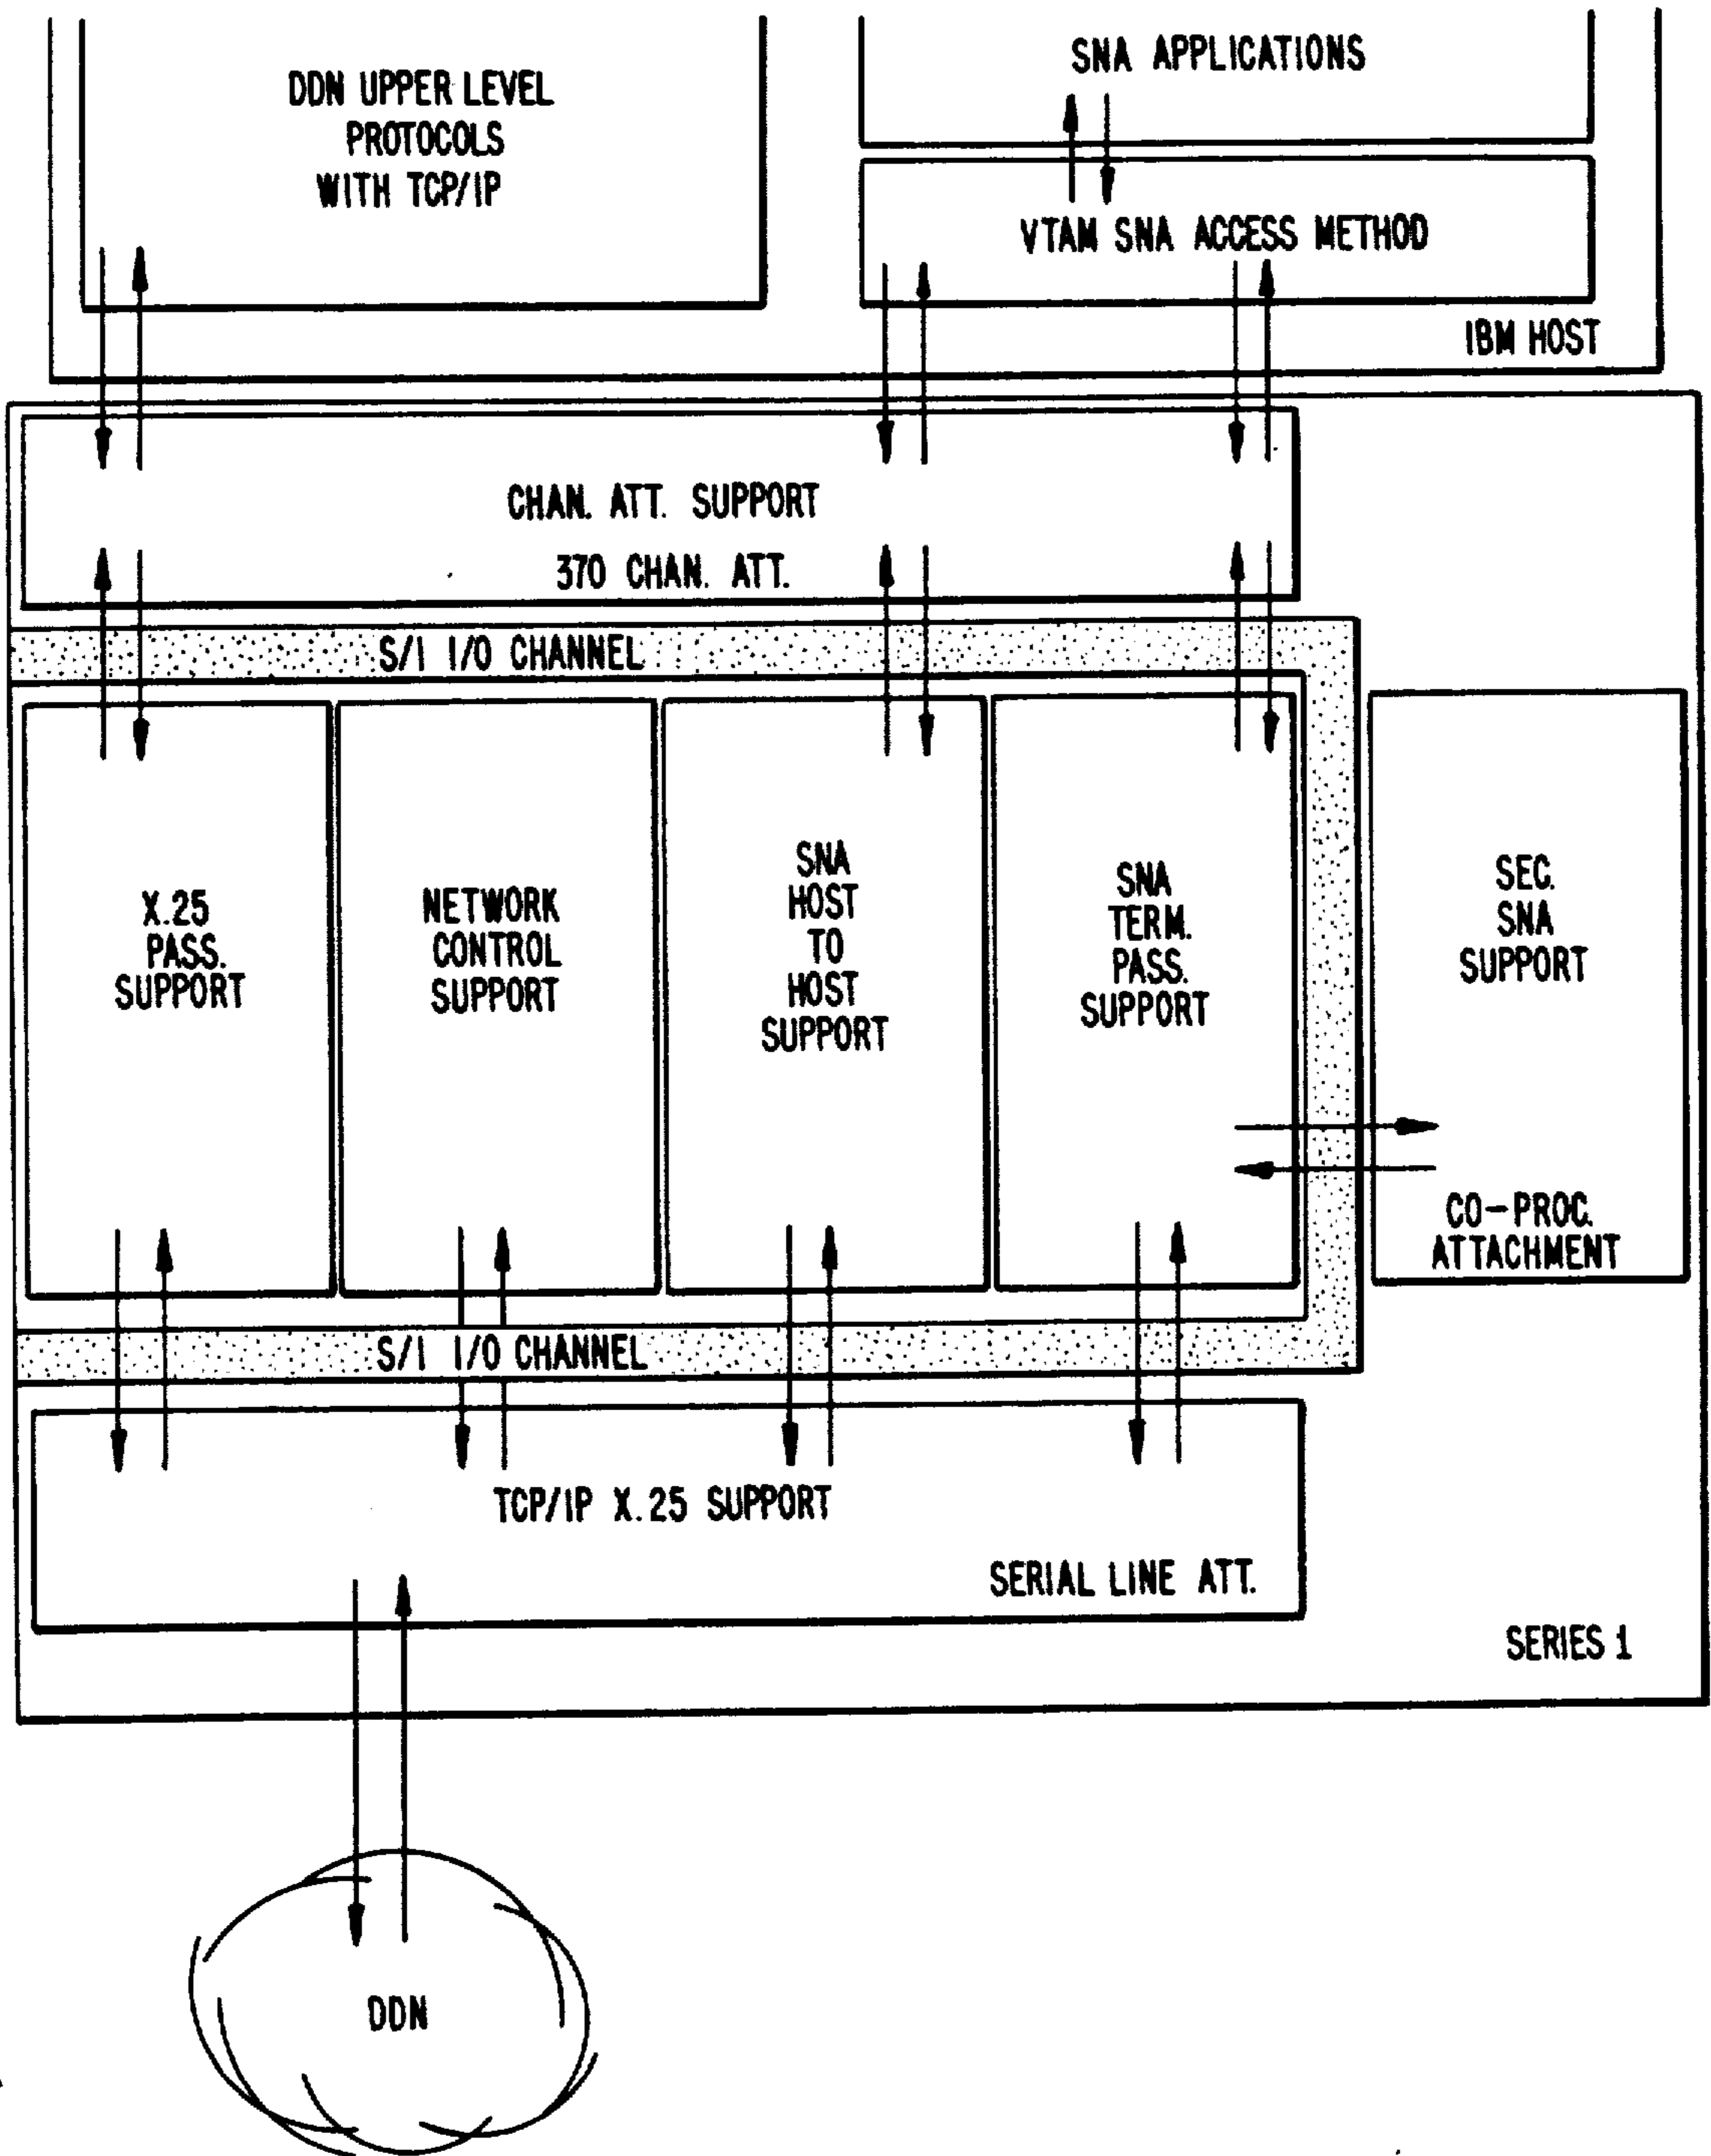 DDN UPPER LEVEL
PROTOCOLS
WITH TCP/IP
SNA APPLICATIONS
VTAM SNA ACCESS METHOD
IBM HOST
CHAN. ATT. SUPPORT
370 CHAN. ATT.
S/1 I/O CHANNEL
X.25
PASS.
SUPPORT
NETWORK
CONTROL
SUPPORT
SNA
HOST
TO
HOST
SUPPORT
SNA
TERM.
PASS.
SUPPORT
SEC.
SNA
SUPPORT
CO-PROC.
ATTACHMENT
S/1 I/O CHANNEL
TCP/IP X.25 SUPPORT
SERIAL LINE ATT.
SERIES 1
DDN